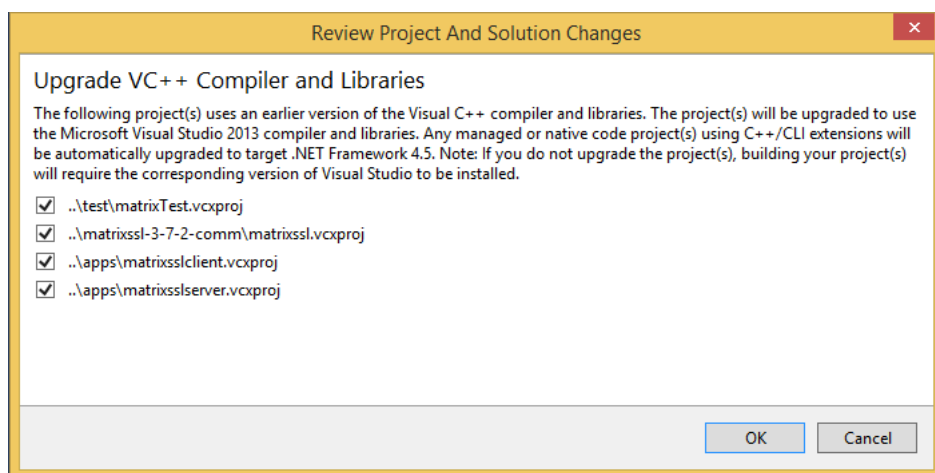 Review Project And Solution Changes
Upgrade VC++ Compiler and Libraries
The following project(s) uses an earlier version of the Visual C++ compiler and libraries. The project(s) will be upgraded to use
the Microsoft Visual Studio 2013 compiler and libraries. Any managed or native code project(s) using C++/CLI extensions will
be automatically upgraded to target .NET Framework 4.5. Note: If you do not upgrade the project(s), building your project(s)
will require the corresponding version of Visual Studio to be installed.
..\test\matrixTest.vcxproj
..\matrixssl-3-7-2-comm\matrixssl.vcxproj
..\apps\matrixsslclient.vcxproj
..\apps\matrixsslserver.vcxproj
OK Cancel